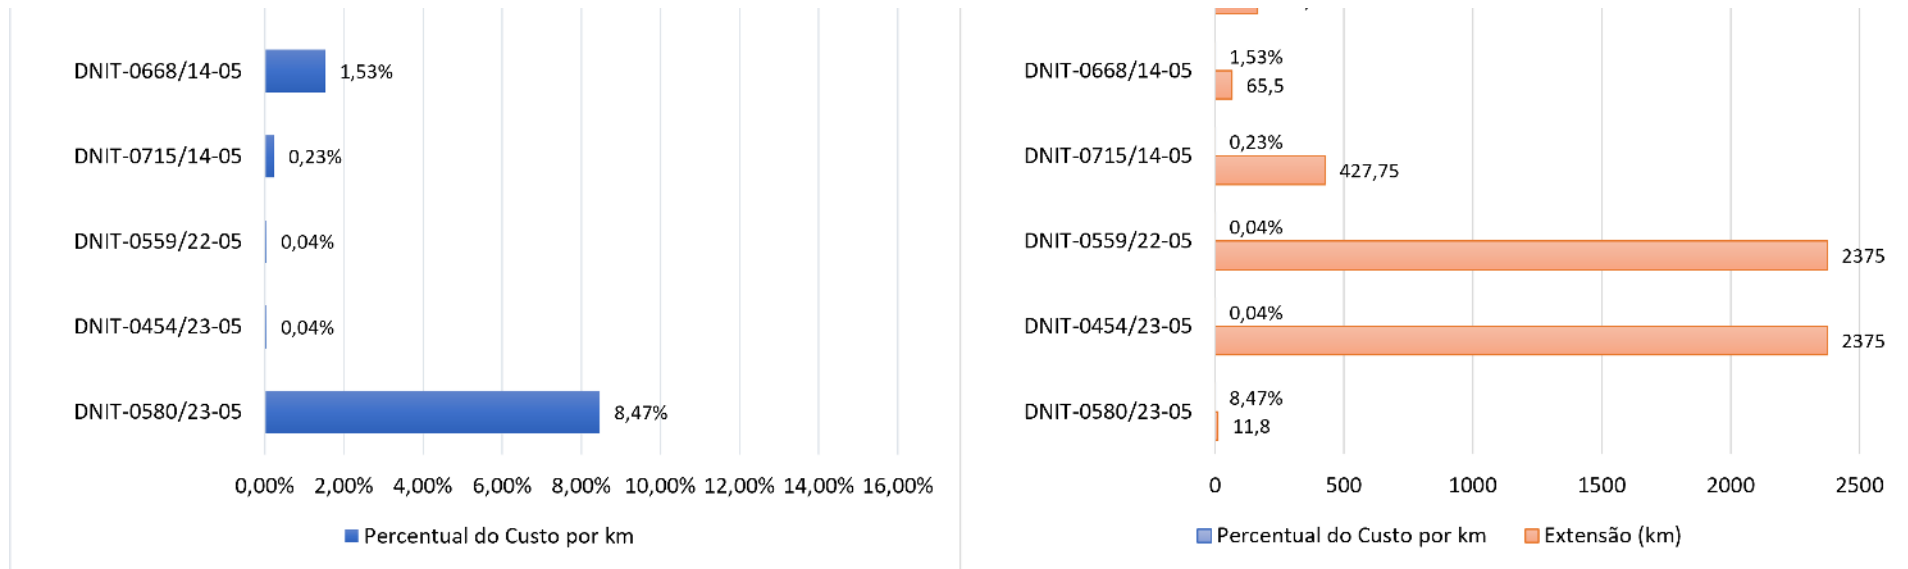 DNIT-0668/14-05
1,53%
DNIT-0715/14-05
0,23%
DNIT-0559/22-05
0,04%
DNIT-0454/23-05
0,04%
DNIT-0580/23-05
8,47%
0,00% 2,00% 4,00% 6,00% 8,00% 10,00% 12,00% 14,00% 16,00%
Percentual do Custo por km
DNIT-0668/14-05
1,53%
65,5
DNIT-0715/14-05
0,23%
427,75
DNIT-0559/22-05
0,04%
2375
DNIT-0454/23-05
0,04%
2375
DNIT-0580/23-05
8,47%
11,8
0 500 1000 1500 2000 2500
Percentual do Custo por km Extensão (km)